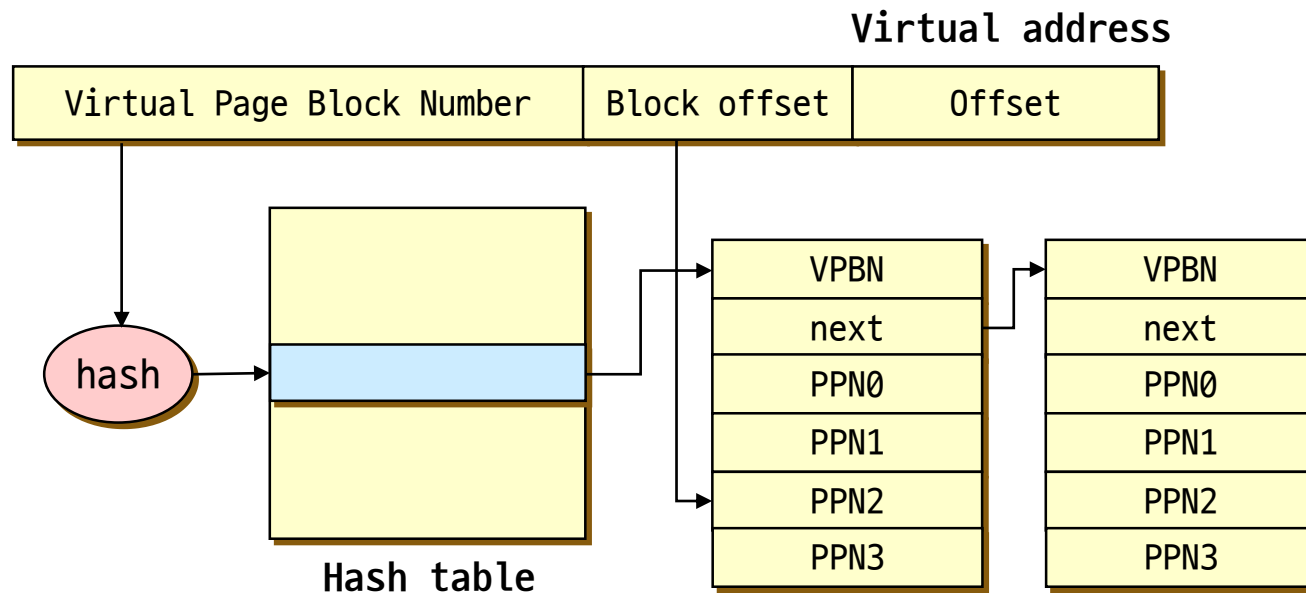 Virtual address
Virtual Page Block Number
Block offset
Offset
hash
Hash table
VPBN
next
PPN0
PPN1
PPN2
PPN3
VPBN
next
PPN0
PPN1
PPN2
PPN3